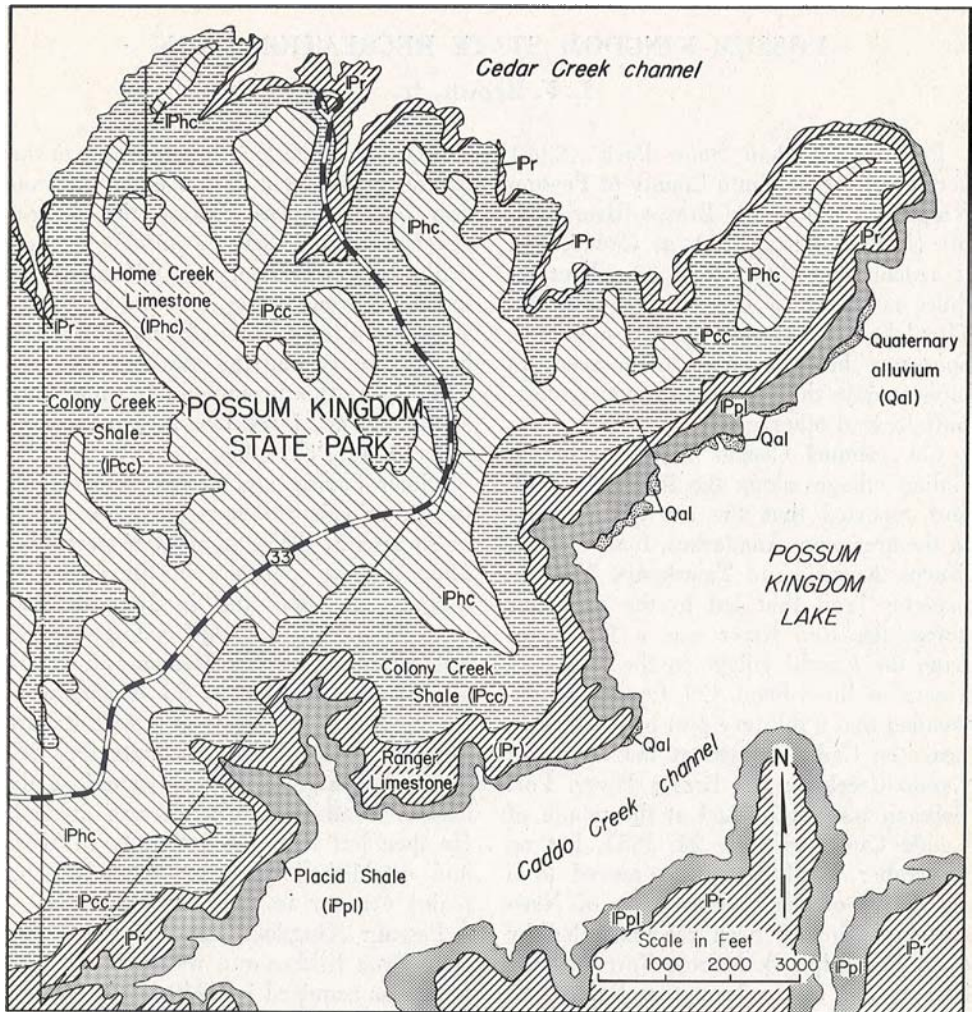 Cedar Creek channel
IPr
IPhc
IPr
IPhc
IPr
IPr
IPhc
Home Creek
Limestone
(IPhc)
IPcc
IPr
IPcc
Quaternary
alluvium
(Qal)
Colony Creek
Shale
(IPcc)
POSSUM KINGDOM
STATE PARK
IPpl
Qal
Qal
33
POSSUM
KINGDOM
LAKE
IPhc
Colony Creek
Shale (IPcc)
Ranger
Limestone
(IPr)
Qal
Caddo Creek channel
N.
IPhc
Placid Shale
(IPpl)
IPcc
IPr
IPpl
IPr
Scale in Feet
0 1000 2000 3000
IPpl
IPr